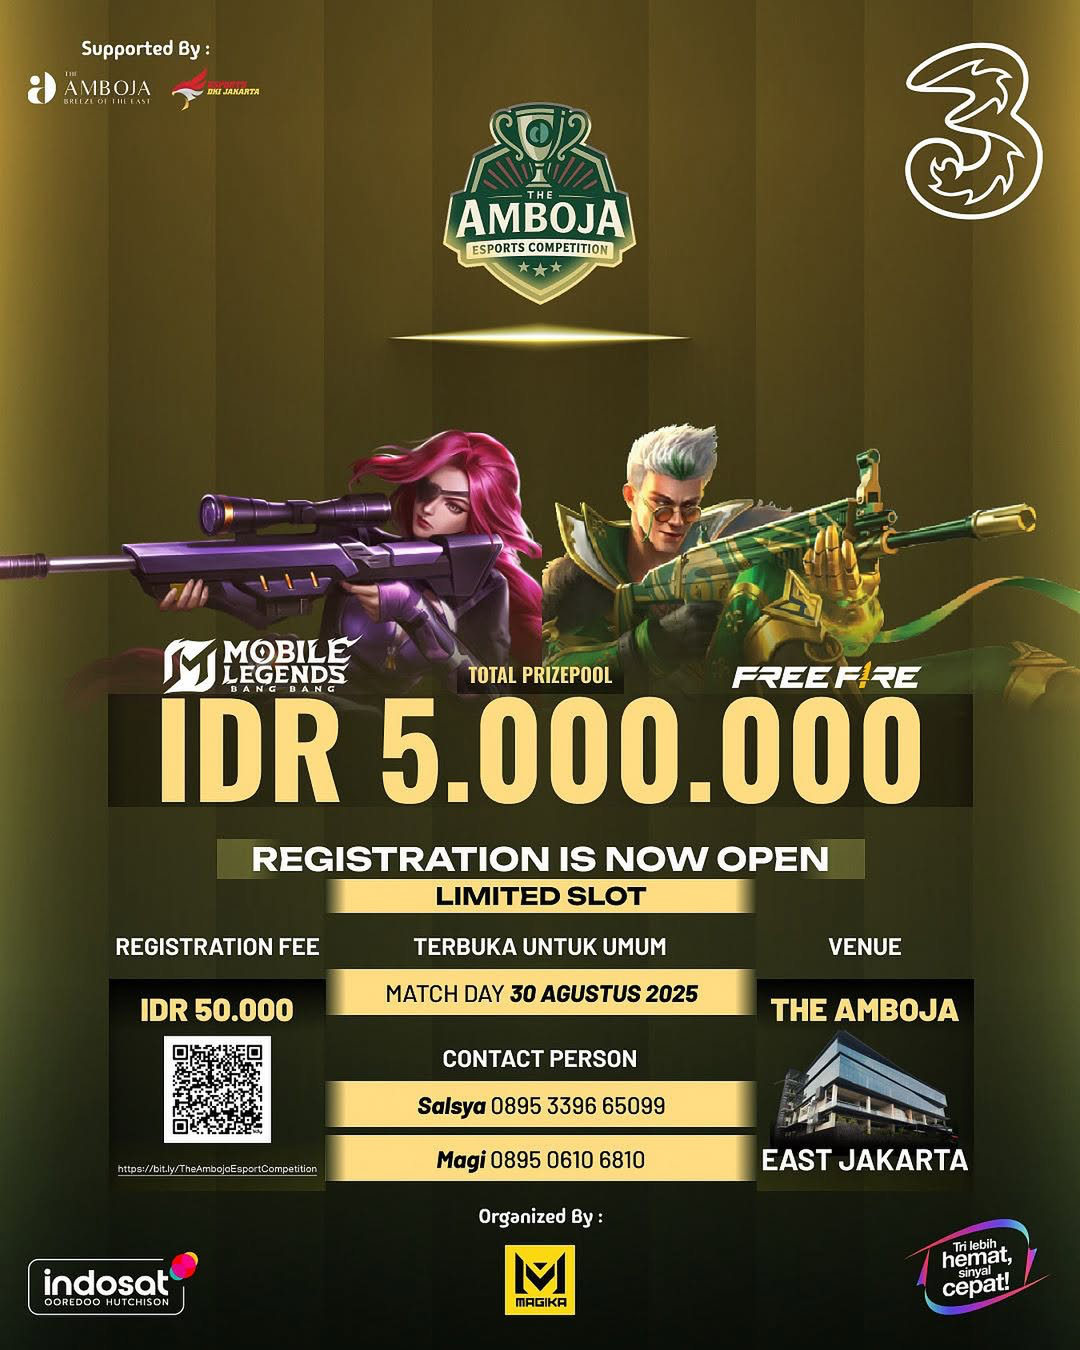 Supported By :
THE
AMBOJA
BREEZE OF THE EAST
ESPORTS
DKI JAKARTA
3
THE
AMBOJA
ESPORTS COMPETITION
MOBILE
LEGENDS
BANG BANG
TOTAL PRIZEPOOL
FREE FIRE
IDR 5.000.000
REGISTRATION IS NOW OPEN
LIMITED SLOT
REGISTRATION FEE
IDR 50.000
https://bit.ly/TheAmbojaEsportCompetition
TERBUKA UNTUK UMUM
MATCH DAY 30 AGUSTUS 2025
CONTACT PERSON
Salsya 0895 3396 65099
Magi 0895 0610 6810
VENUE
THE AMBOJA
EAST JAKARTA
Organized By :
MAGIKA
indosat
OOREDOO HUTCHISON
Tri lebih
hemat,
sinyal
cepat!